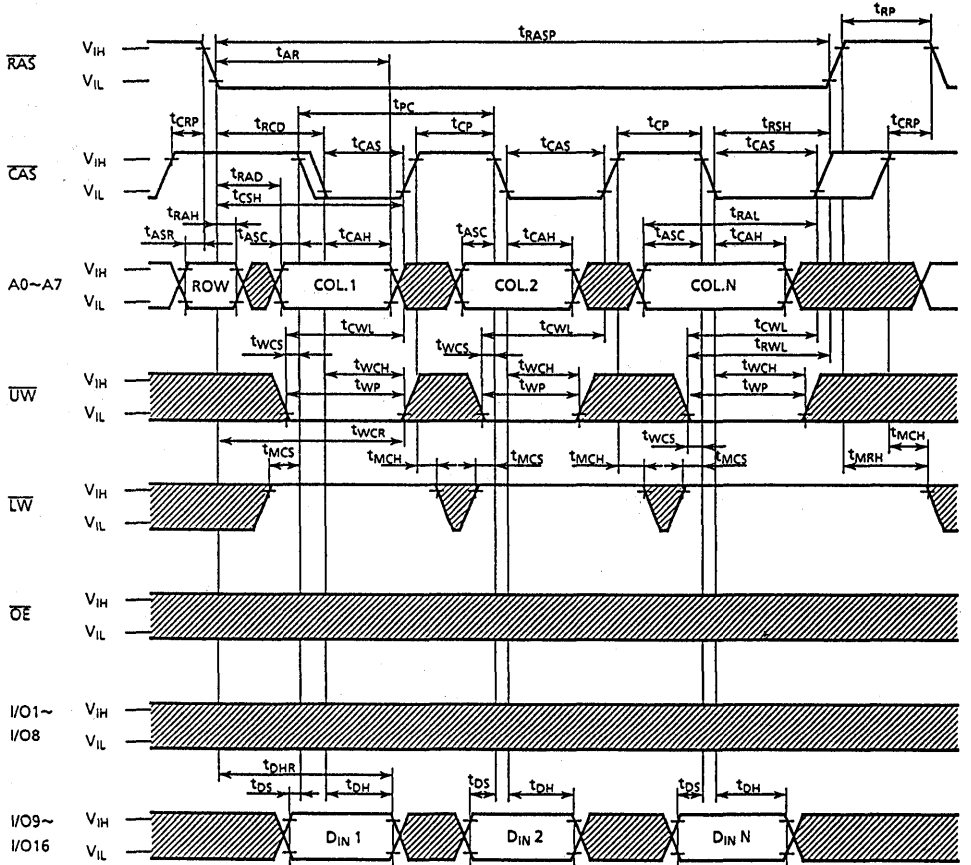 tRP
RAS VIH VIL tRASP tAR
tPC
tCRP tRCD tCP tCP tRSH tCRP
CAS VIH VIL tCAS tCAS tCAS
tRAD
tCSH
tRAH tRAL
tASR tASC tCAH tASC tCAH tASC tCAH
A0~A7 VIH VIL ROW COL.1 COL.2 COL.N
tCWL tCWL tCWL
tWCS tWCS tRWL
tWCH tWCH tWCH
UW VIH VIL tWP tWP tWP
tWCR tWCS tMCH
tMCS tMCH tMCS tMCH tMCS tMRH
LW VIH VIL
OE VIH VIL
I/O1~ I/O8 VIH VIL
tDHR
tDS tDH tDS tDH tDS tDH
I/O9~ I/O16 VIH VIL DIN 1 DIN 2 DIN N